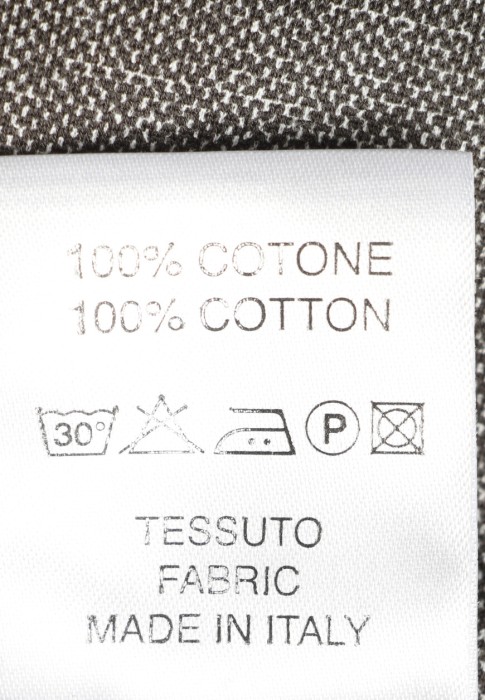 100% COTONE
100% COTTON
30° P
TESSUTO
FABRIC
MADE IN ITALY